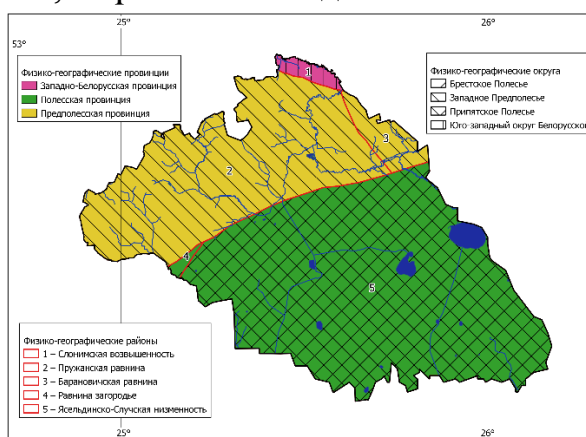 25°
26°
53°
Физико-географические провинции
Западно-Белорусская провинция
Полесская провинция
Предполесская провинция
Физико-географические округа
Брестское Полесье
Западное Предполесье
Припятское Полесье
Юго-западный округ Белорусской
1
2
3
4
5
Физико-географические районы
1 – Слонимская возвышенность
2 – Пружанская равнина
3 – Барановичская равнина
4 – Равнина загородье
5 – Ясельдинско-Случская низменность
25°
26°